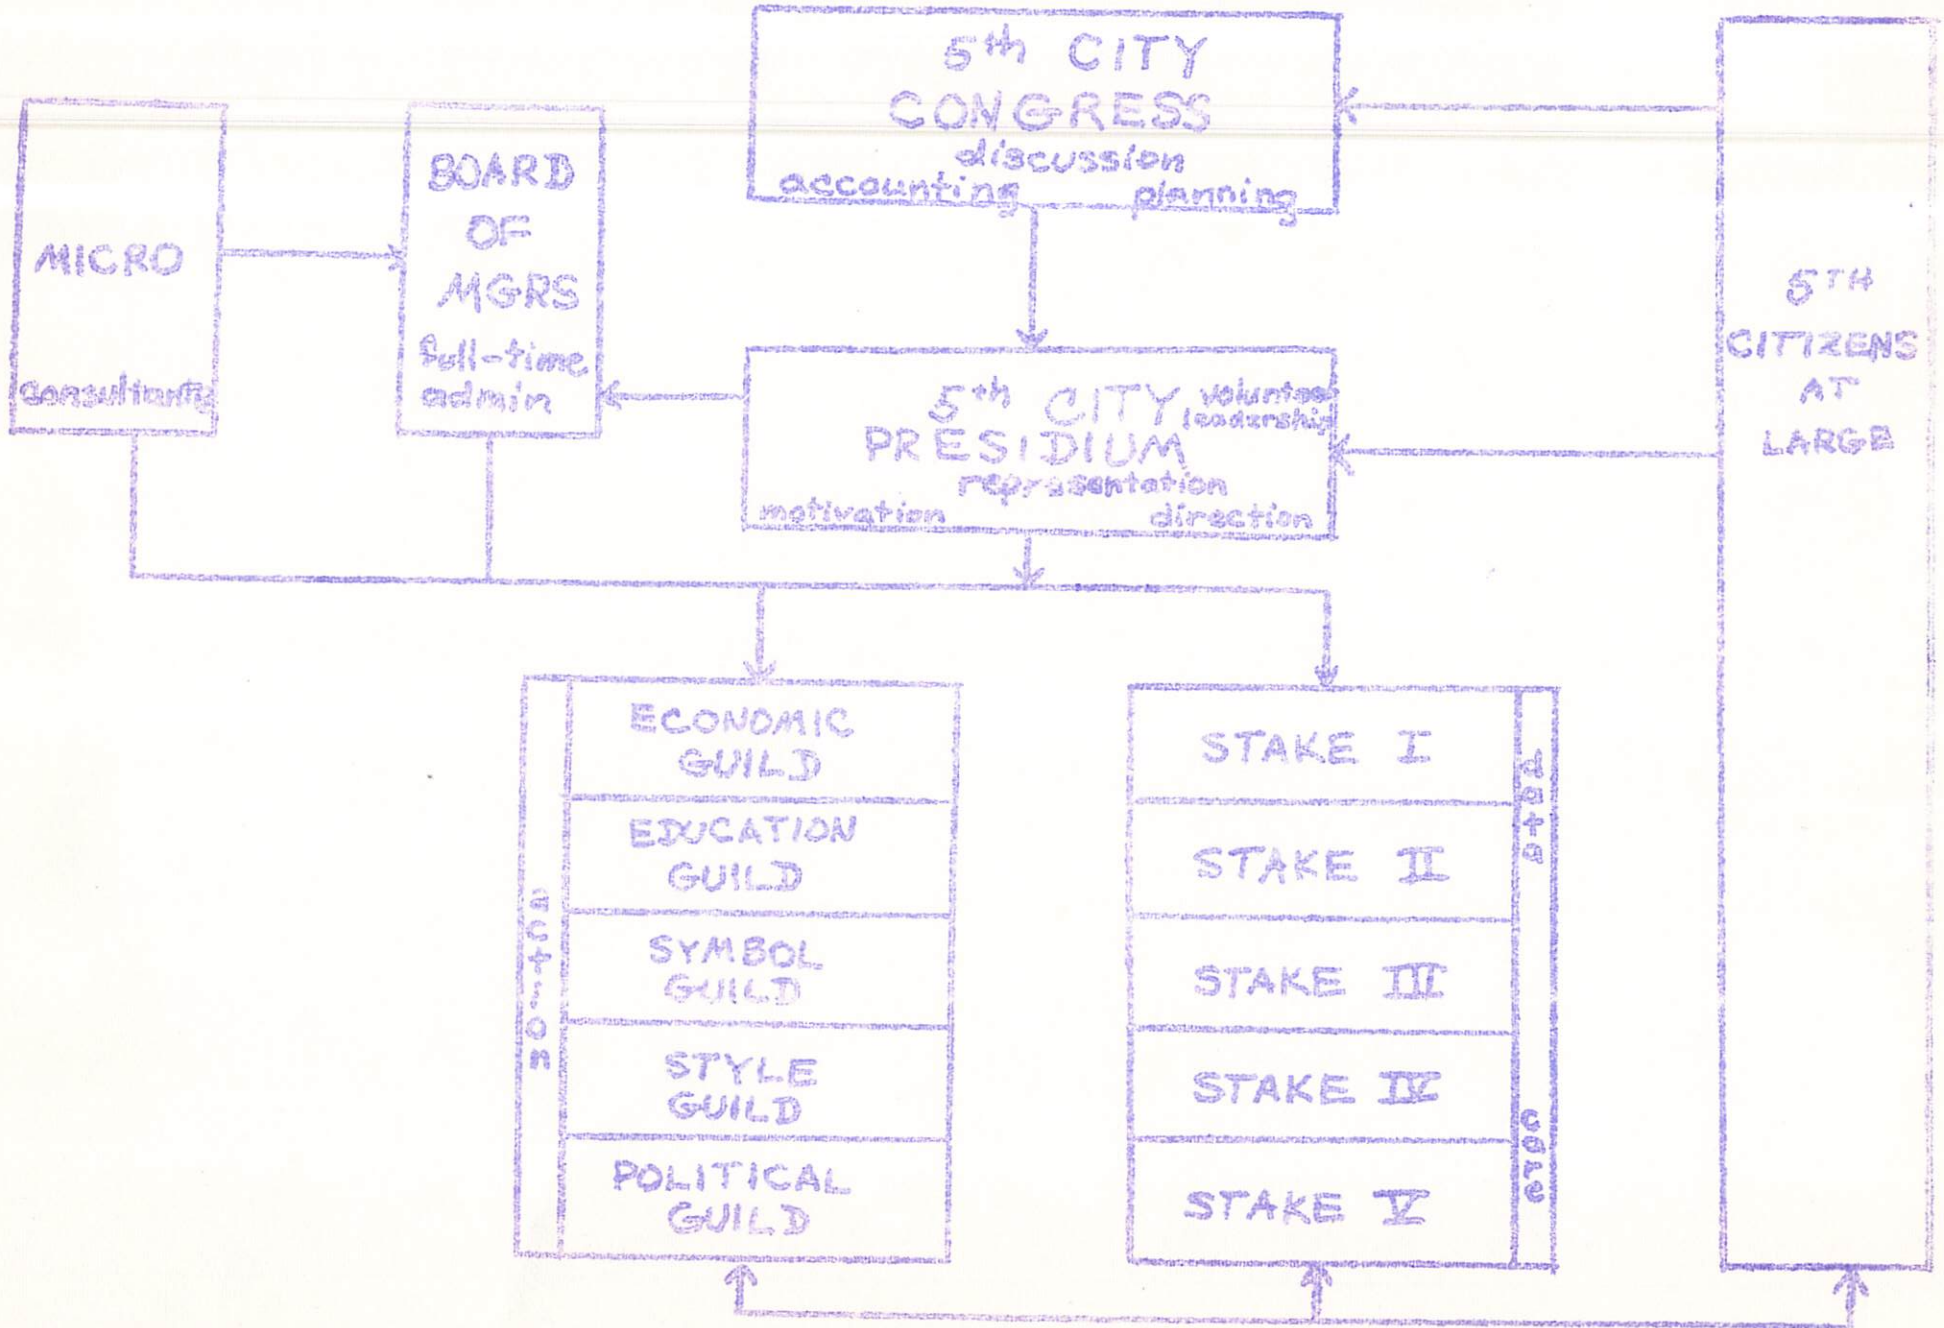 5th CITY
CONGRESS
discussion
accounting planning
MICRO
consultants
BOARD
OF
MGRS
full-time
admin
5th CITY volunteer
leadership
PRESIDIUM
representation
motivation direction
5TH
CITIZENS
AT
LARGE
action
ECONOMIC
GUILD
EDUCATION
GUILD
SYMBOL
GUILD
STYLE
GUILD
POLITICAL
GUILD
STAKE I
STAKE II
STAKE III
STAKE IV
STAKE V
data
care